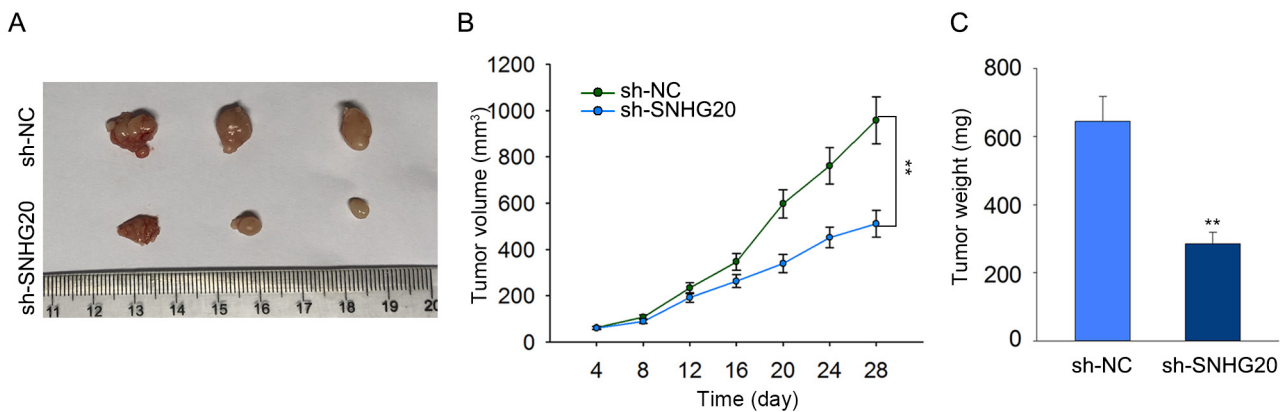 A
sh-NC
sh-SNHG20
11 12 13 14 15 16 17 18 19 20
B
Tumor volume (mm³)
1200
1000
800
600
400
200
0
sh-NC
sh-SNHG20
**
4 8 12 16 20 24 28
Time (day)
C
Tumor weight (mg)
800
600
400
200
0
**
sh-NC sh-SNHG20